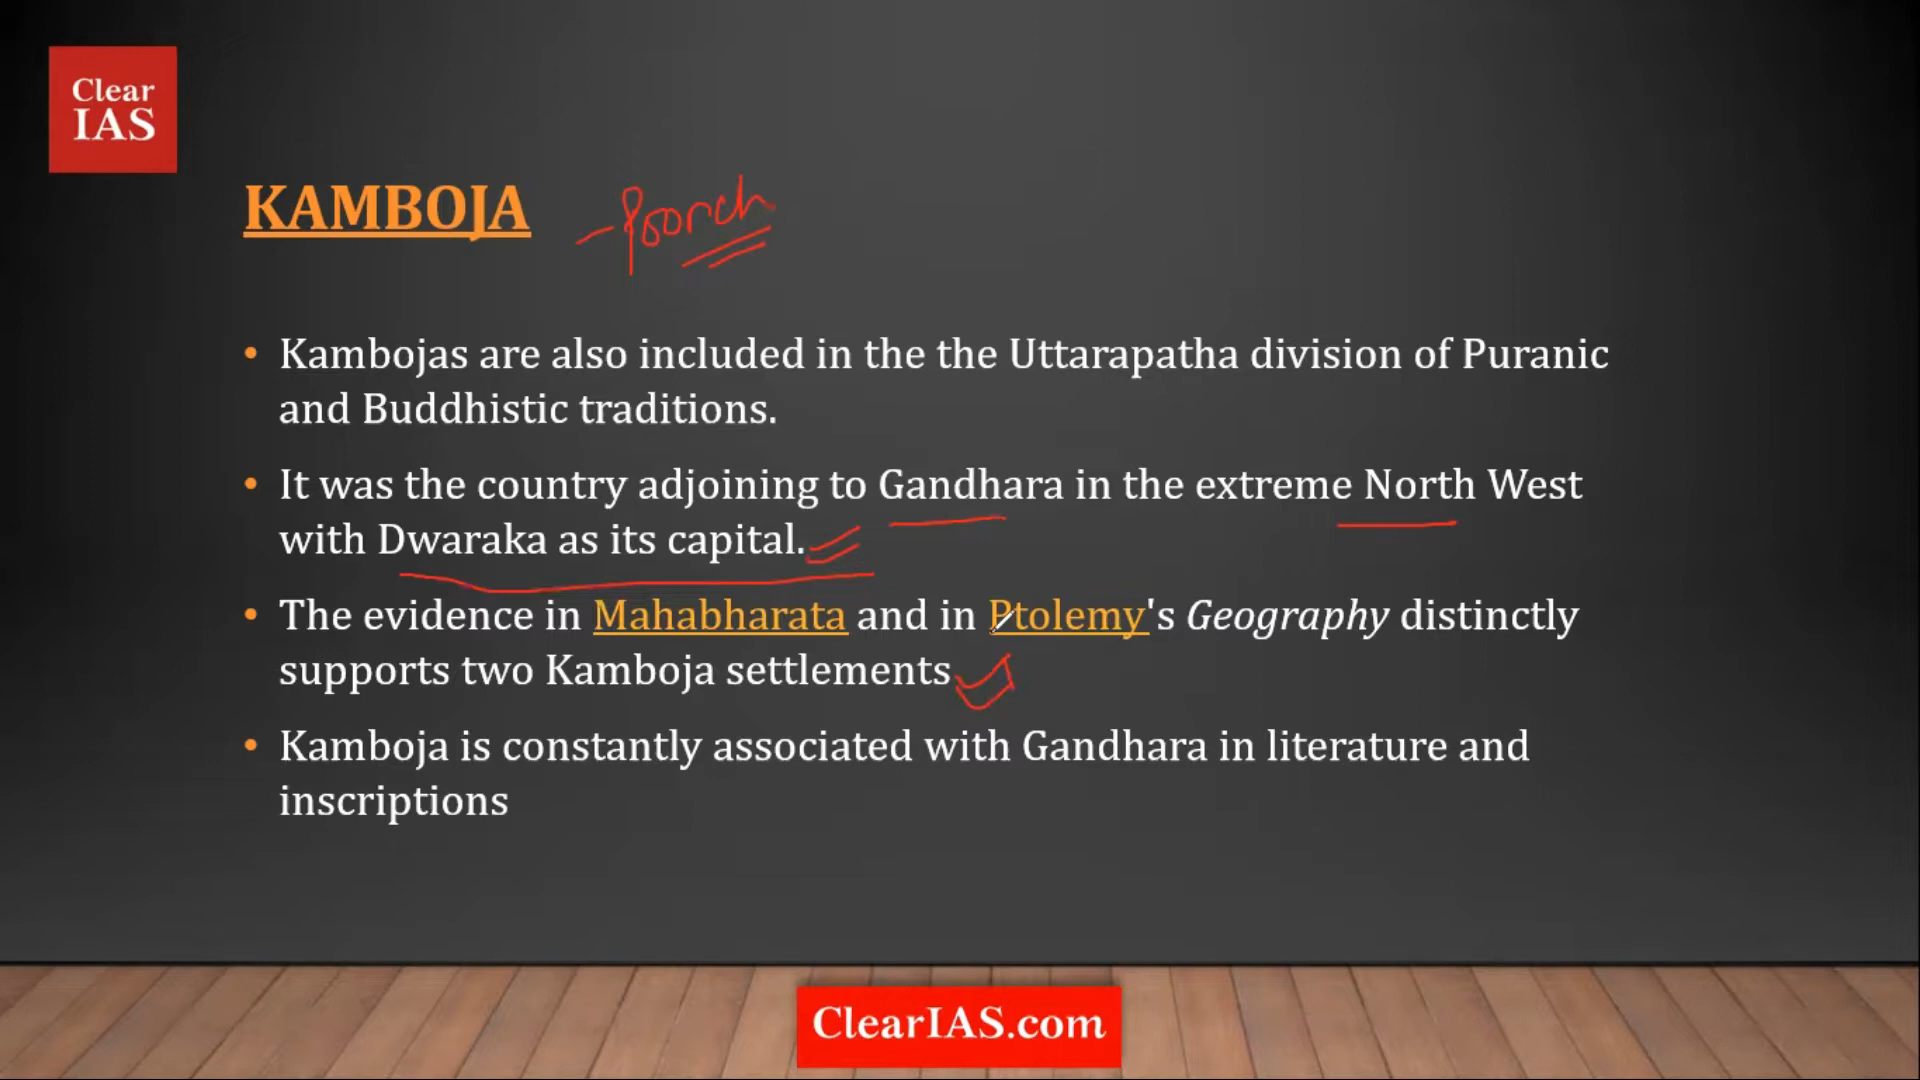 Clear
IAS
KAMBOJA
- Poonch
• Kambojas are also included in the the Uttarapatha division of Puranic
and Buddhistic traditions.
• It was the country adjoining to Gandhara in the extreme North West
with Dwaraka as its capital.
• The evidence in Mahabharata and in Ptolemy's Geography distinctly
supports two Kamboja settlements
• Kamboja is constantly associated with Gandhara in literature and
inscriptions
ClearIAS.com